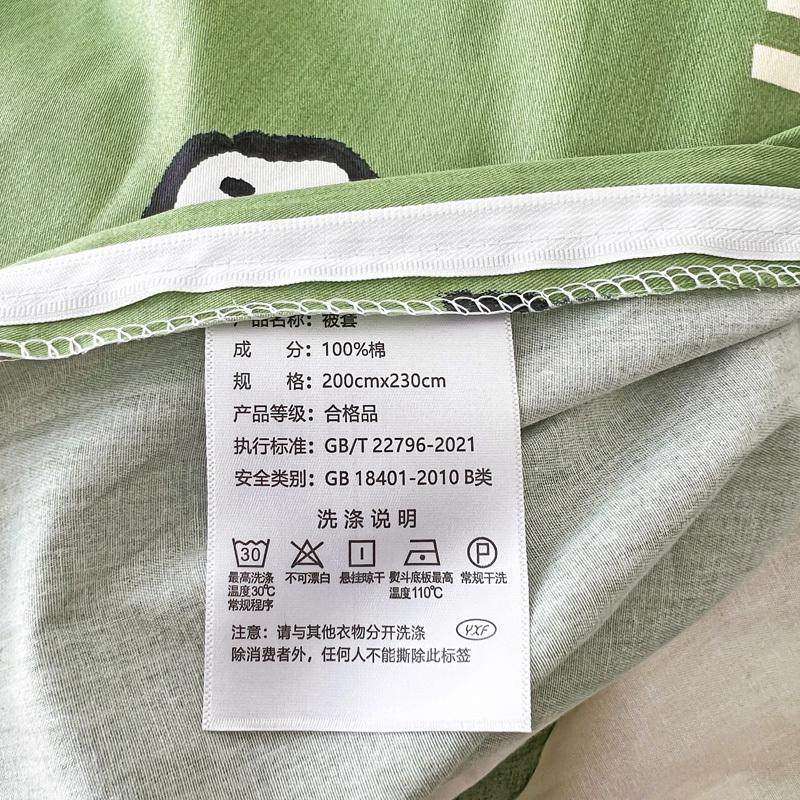 产品名称：被套
成 分：100%棉
规 格：200cmx230cm
产品等级：合格品
执行标准：GB/T 22796-2021
安全类别：GB 18401-2010 B类
洗涤说明
30 P
最高洗涤温度30℃常规程序
不可漂白
悬挂晾干
熨斗底板最高温度110℃
常规干洗
注意：请与其他衣物分开洗涤 YXF
除消费者外，任何人不能撕除此标签